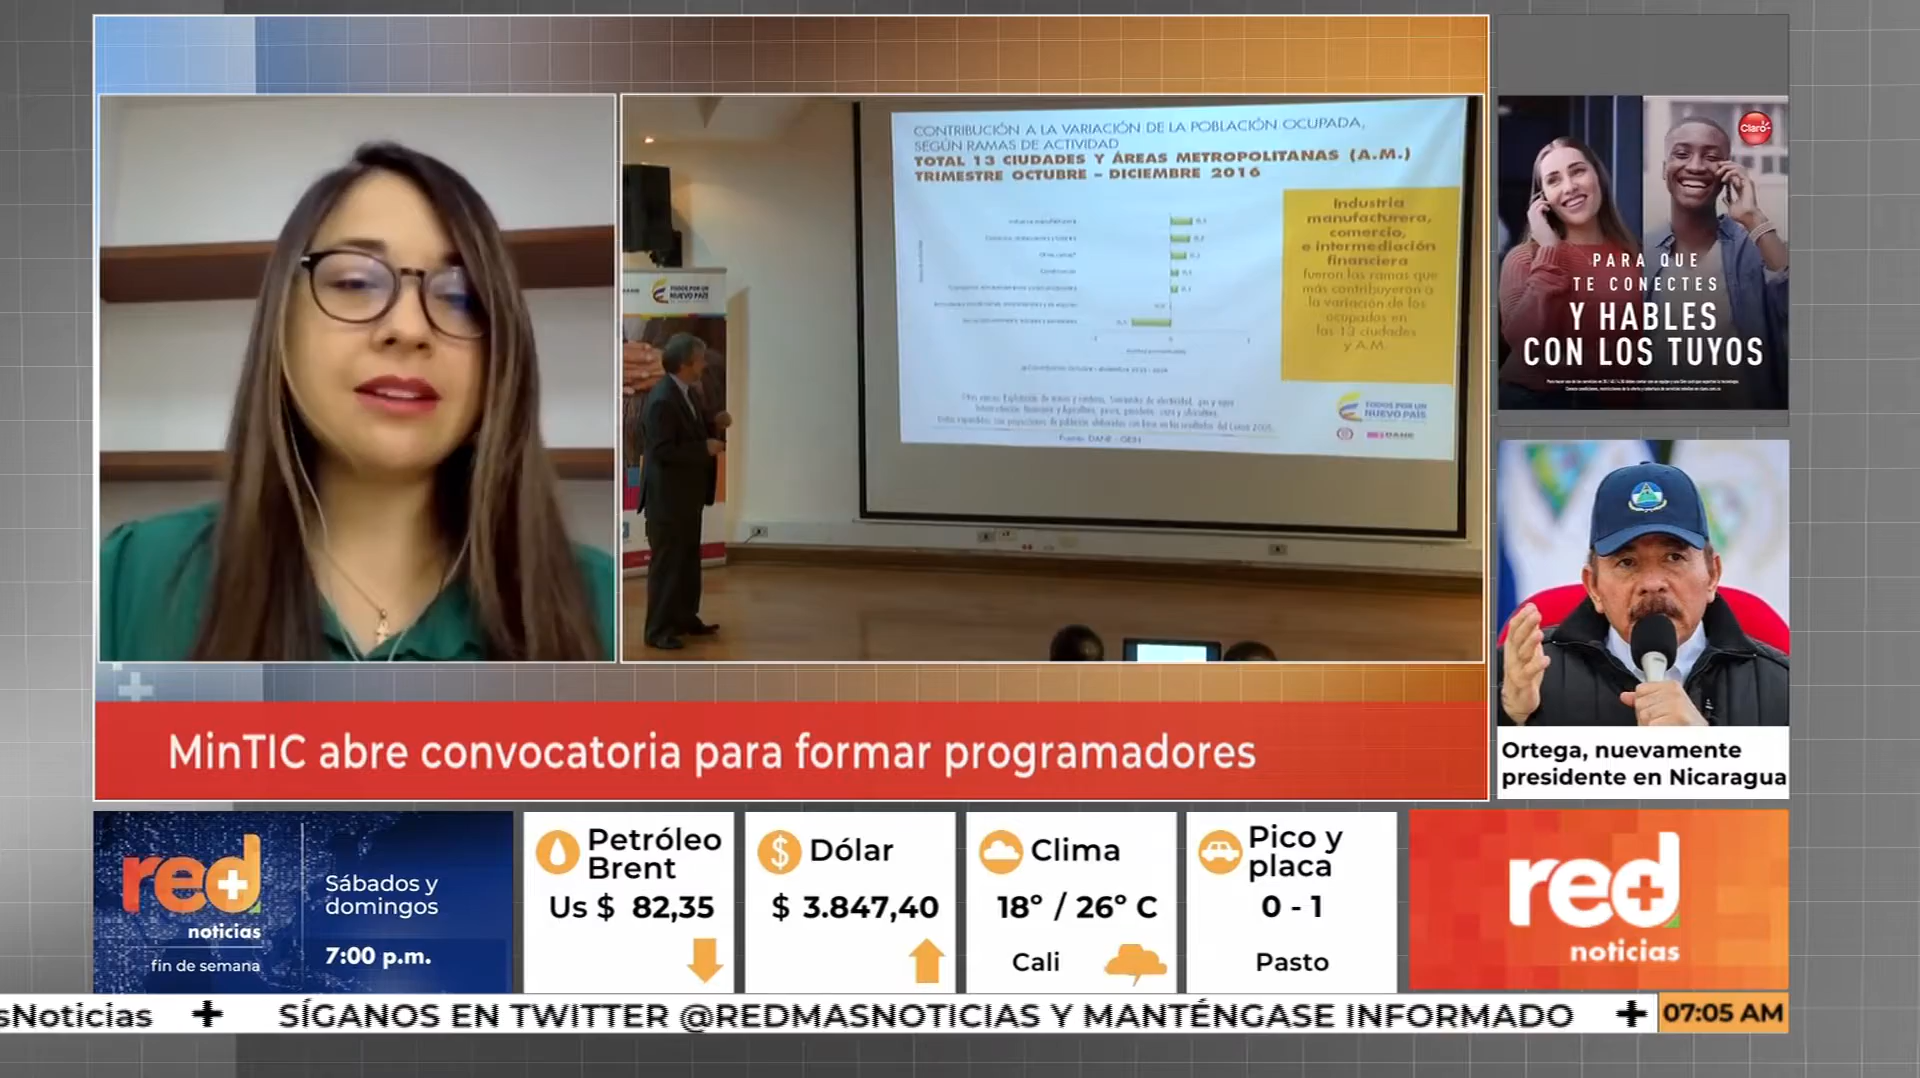 CONTRIBUCIÓN A LA VARIACIÓN DE LA POBLACIÓN OCUPADA,
SEGÚN RAMAS DE ACTIVIDAD
TOTAL 13 CIUDADES Y ÁREAS METROPOLITANAS (A.M.)
TRIMESTRE OCTUBRE – DICIEMBRE 2016
Industria
manufacturera,
comercio,
e intermediación
financiera
fueron las ramas que
más contribuyeron a
la variación de los
ocupados en
las 13 ciudades
y A.M.
TODOS POR UN
NUEVO PAÍS
DANE
TODOS POR UN
NUEVO PAÍS
Claro
PARA QUE
TE CONECTES
Y HABLES
CON LOS TUYOS
MinTIC abre convocatoria para formar programadores
Ortega, nuevamente
presidente en Nicaragua
red
noticias
fin de semana
Sábados y
domingos
7:00 p.m.
Petróleo
Brent
Us $ 82,35
Dólar
$ 3.847,40
Clima
18° / 26° C
Cali
Pico y
placa
0 - 1
Pasto
red
noticias
sNoticias + SÍGANOS EN TWITTER @REDMASNOTICIAS Y MANTÉNGASE INFORMADO +
07:05 AM